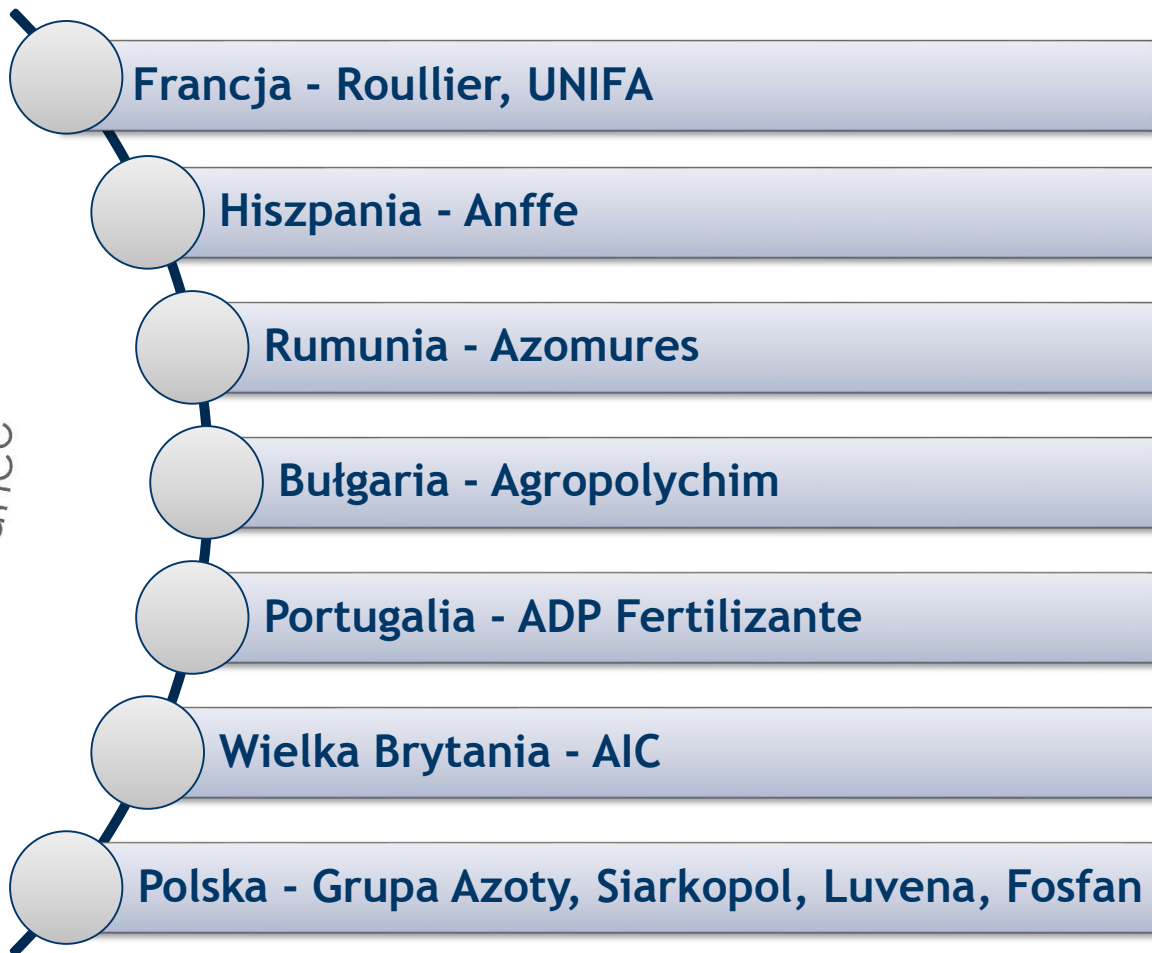 Francja - Roullier, UNIFA
Hiszpania - Anffe
Rumunia - Azomures
Bułgaria - Agropolychim
Portugalia - ADP Fertilizante
Wielka Brytania - AIC
Polska - Grupa Azoty, Siarkopol, Luvena, Fosfan